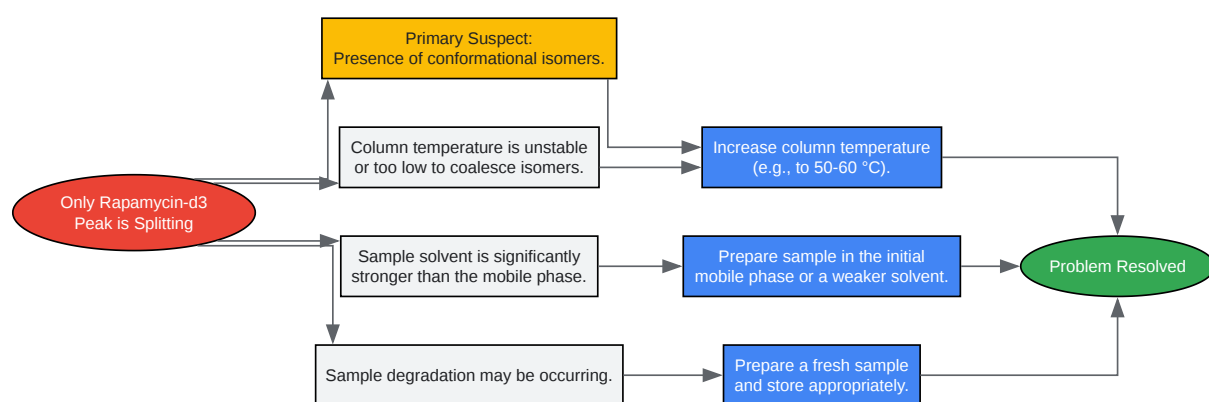 Primary Suspect:
Presence of conformational isomers.
Column temperature is unstable
or too low to coalesce isomers.
Increase column temperature
(e.g., to 50-60 °C).
Only Rapamycin-d3
Peak is Splitting
Sample solvent is significantly
stronger than the mobile phase.
Prepare sample in the initial
mobile phase or a weaker solvent.
Problem Resolved
Sample degradation may be occurring.
Prepare a fresh sample
and store appropriately.